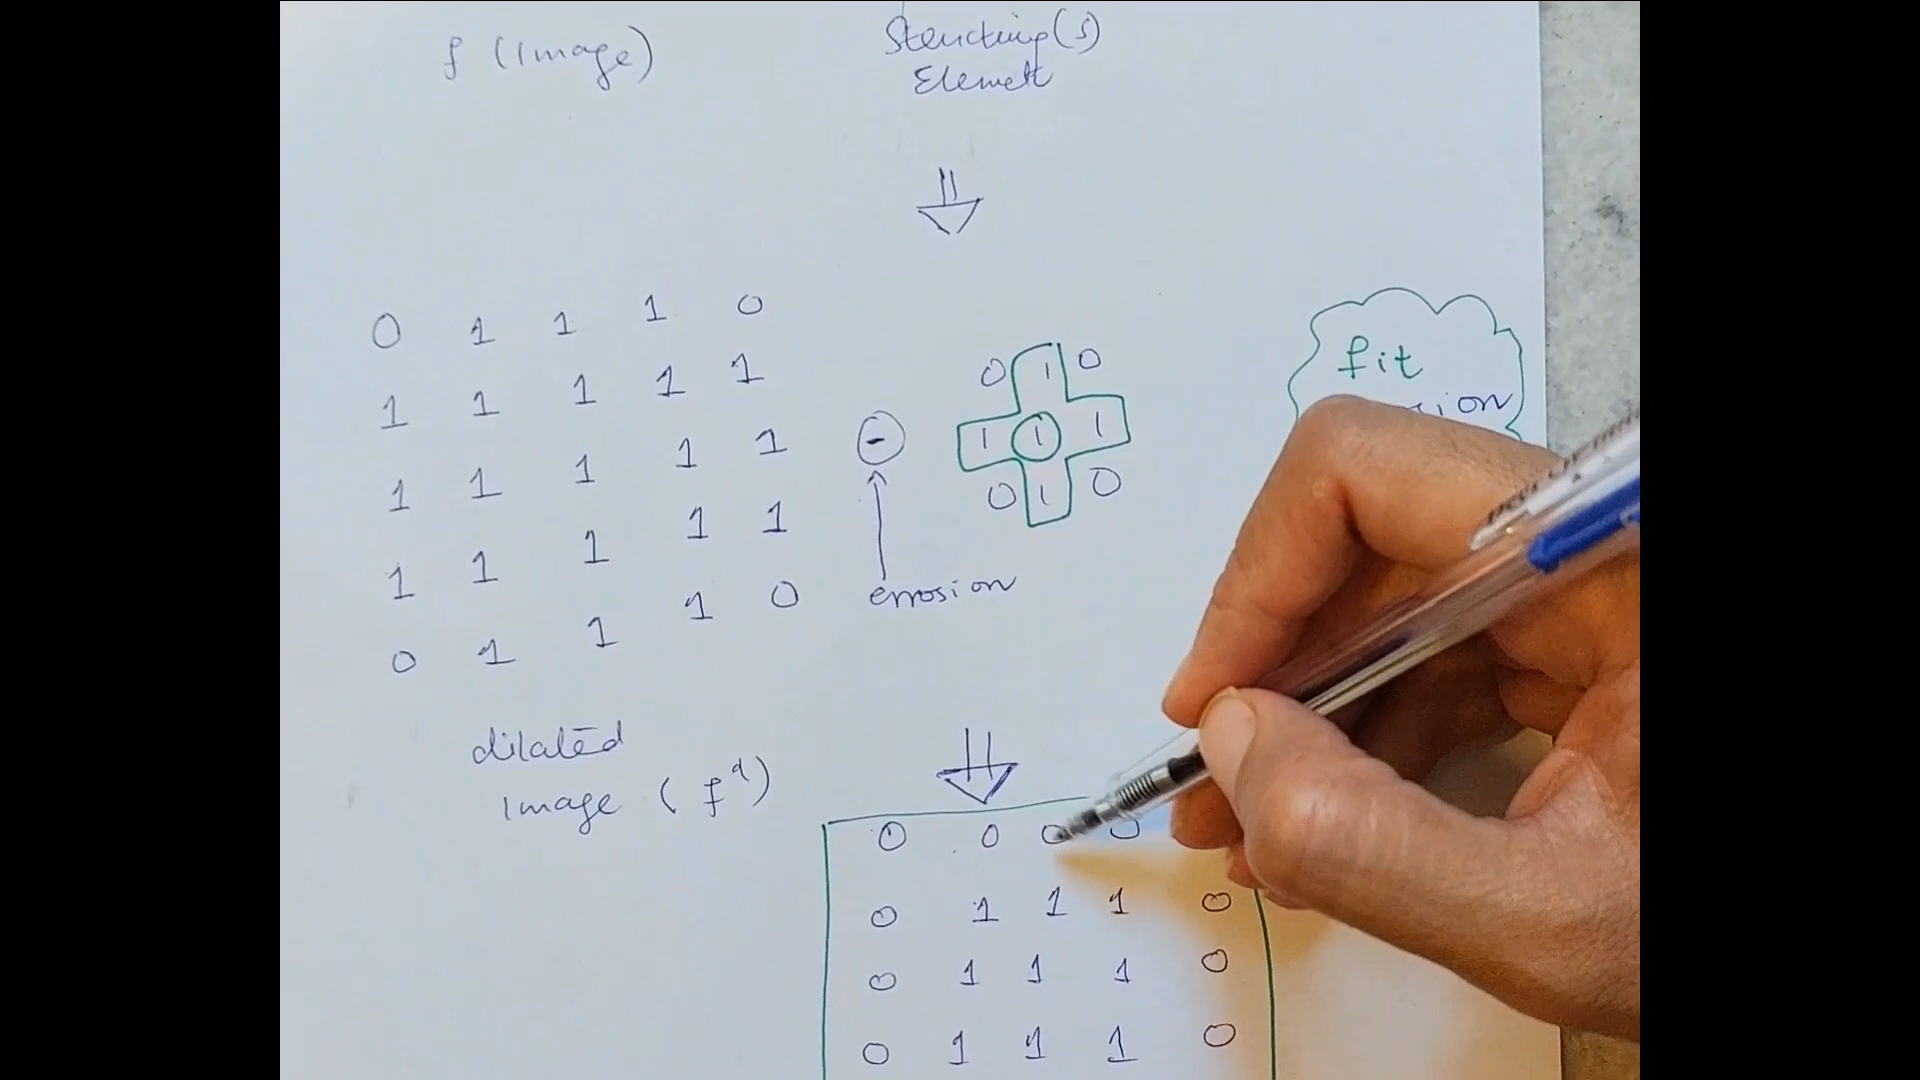 f (Image)
Structuing(s)
Element
0 1 1 1 0
1 1 1 1 1
1 1 1 1 1
1 1 1 1 1
0 1 1 1 0
-
errosion
0 1 0
1 1 1
0 1 0
fit
dilated
Image (f^d)
0 0 0 0
0 1 1 1 0
0 1 1 1 0
0 1 1 1 0